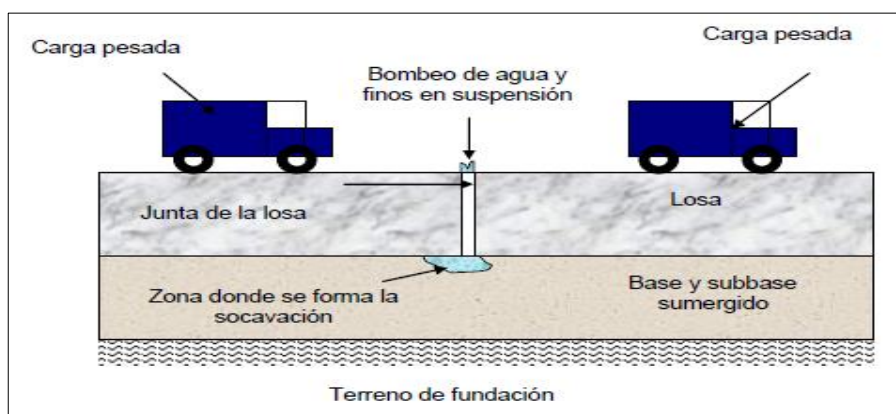 Carga pesada
Carga pesada
Bombeo de agua y
finos en suspensión
Junta de la losa
Losa
Zona donde se forma la
socavación
Base y subbase
sumergido
Terreno de fundación